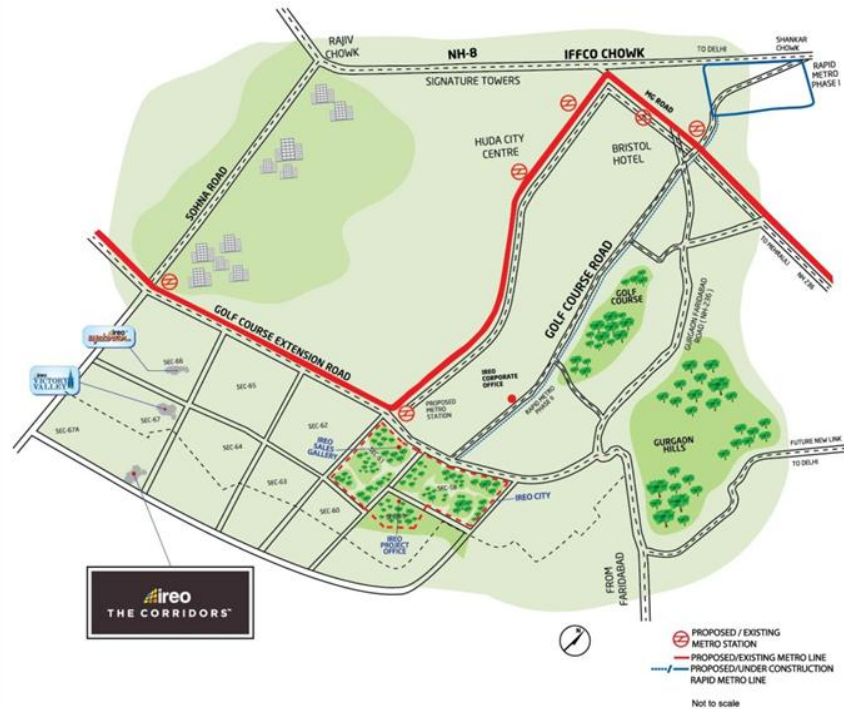 RAJIV
CHOWK
NH-8
IFFCO CHOWK
TO DELHI
SHANKAR
CHOWK
SIGNATURE TOWERS
RAPID
METRO
PHASE I
MG ROAD
HUDA CITY
CENTRE
BRISTOL
HOTEL
SOHNA ROAD
TO MEHRAULI
NH-236
GOLF COURSE ROAD
GURGAON FARIDABAD
ROAD (NH-236)
GOLF
COURSE
GOLF COURSE EXTENSION ROAD
ireo
SEC-66
ireo
VICTORY
VALLEY
SEC-65
IREO
CORPORATE
OFFICE
PROPOSED
METRO
STATION
RAPID METRO
PHASE II
SEC-67
SEC-62
SEC-67A
SEC-64
IREO
SALES
GALLERY
GURGAON
HILLS
FUTURE NEW LINK
TO DELHI
SEC-63
SEC-58
IREO CITY
SEC-60
IREO
PROJECT
OFFICE
FROM
FARIDABAD
ireo
THE CORRIDORS™
N
PROPOSED / EXISTING
METRO STATION
PROPOSED/EXISTING METRO LINE
PROPOSED/UNDER CONSTRUCTION
RAPID METRO LINE
Not to scale